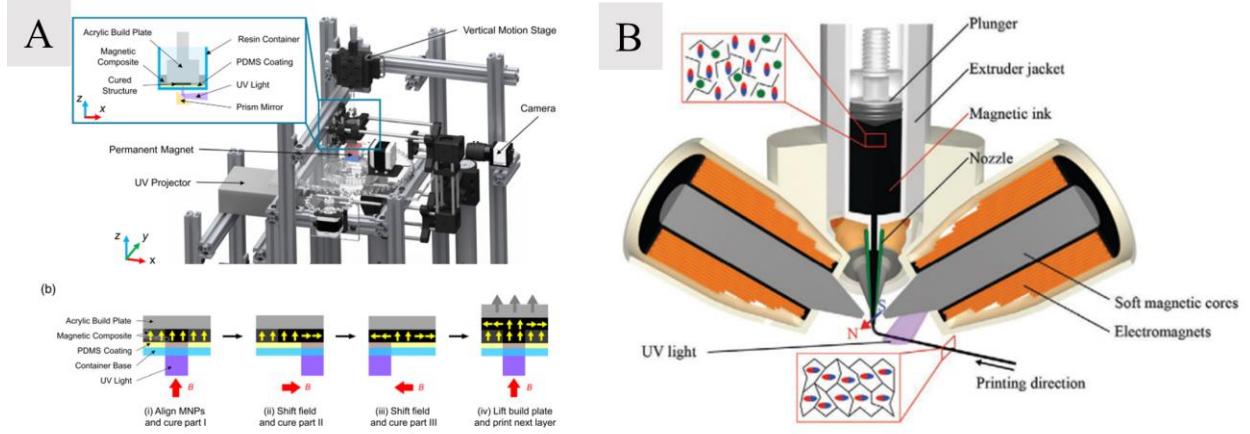 A
Acrylic Build Plate
Magnetic
Composite
Cured
Structure
Resin Container
PDMS Coating
UV Light
Prism Mirror
z
x
Vertical Motion Stage
Camera
Permanent Magnet
UV Projector
z
y
x
(b)
Acrylic Build Plate
Magnetic Composite
PDMS Coating
Container Base
UV Light
B
B
B
B
(i) Align MNPs
and cure part I
(ii) Shift field
and cure part II
(iii) Shift field
and cure part III
(iv) Lift build plate
and print next layer
B
Plunger
Extruder jacket
Magnetic ink
Nozzle
Soft magnetic cores
Electromagnets
S
N
UV light
Printing direction